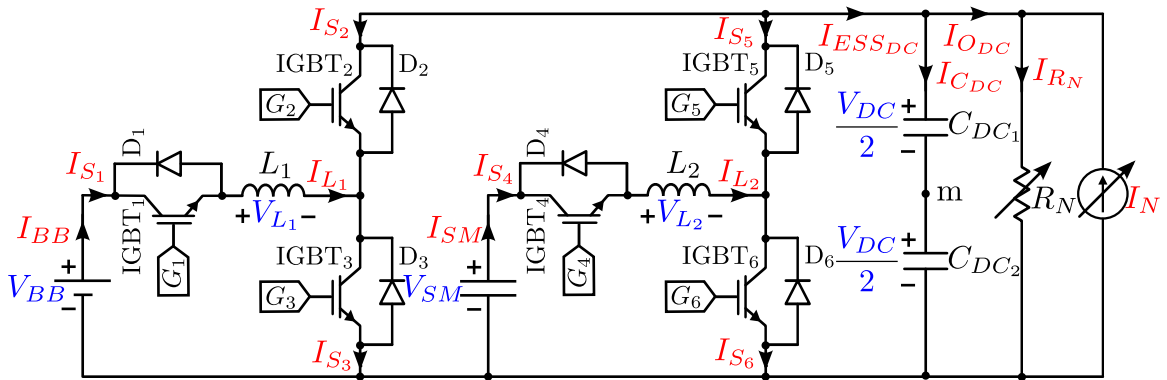 I_{S_2}
I_{S_5}
I_{ESS_{DC}}
I_{O_{DC}}
IGBT_2
D_2
IGBT_5
D_5
I_{C_{DC}}
I_{R_N}
G_2
G_5
V_{DC}/2
+
C_{DC_1}
−
D_1
D_4
I_{S_1}
L_1
I_{L_1}
I_{S_4}
L_2
I_{L_2}
m
R_N
I_N
+ V_{L_1} −
+ V_{L_2} −
I_{BB}
IGBT_1
I_{SM}
IGBT_4
IGBT_3
D_3
IGBT_6
D_6
V_{DC}/2
+
C_{DC_2}
−
G_1
G_4
+
V_{BB}
−
G_3
+
V_{SM}
−
G_6
I_{S_3}
I_{S_6}